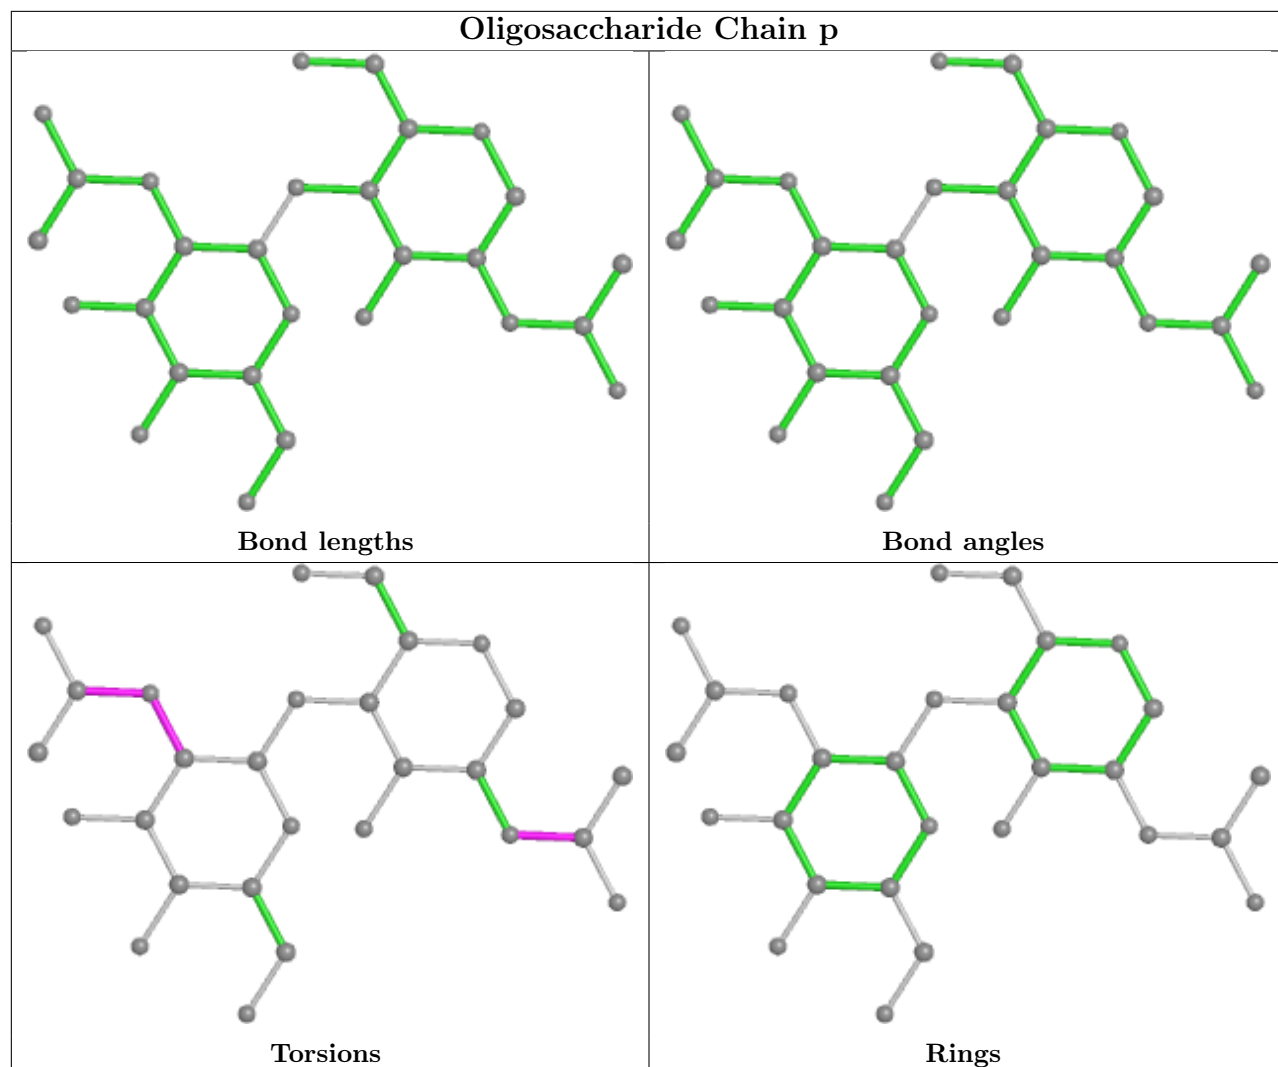 Oligosaccharide Chain p
Bond lengths
Bond angles
Torsions
Rings